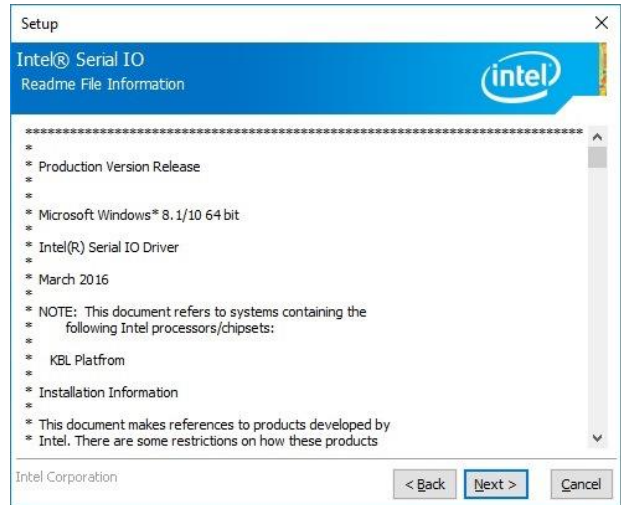 Setup
Intel® Serial IO
Readme File Information
intel
******************************************************************************
*
* Production Version Release
*
*
* Microsoft Windows* 8.1/10 64 bit
*
* Intel(R) Serial IO Driver
*
* March 2016
*
* NOTE: This document refers to systems containing the
* following Intel processors/chipsets:
*
* KBL Platfrom
*
* Installation Information
*
* This document makes references to products developed by
* Intel. There are some restrictions on how these products
Intel Corporation
< Back Next > Cancel